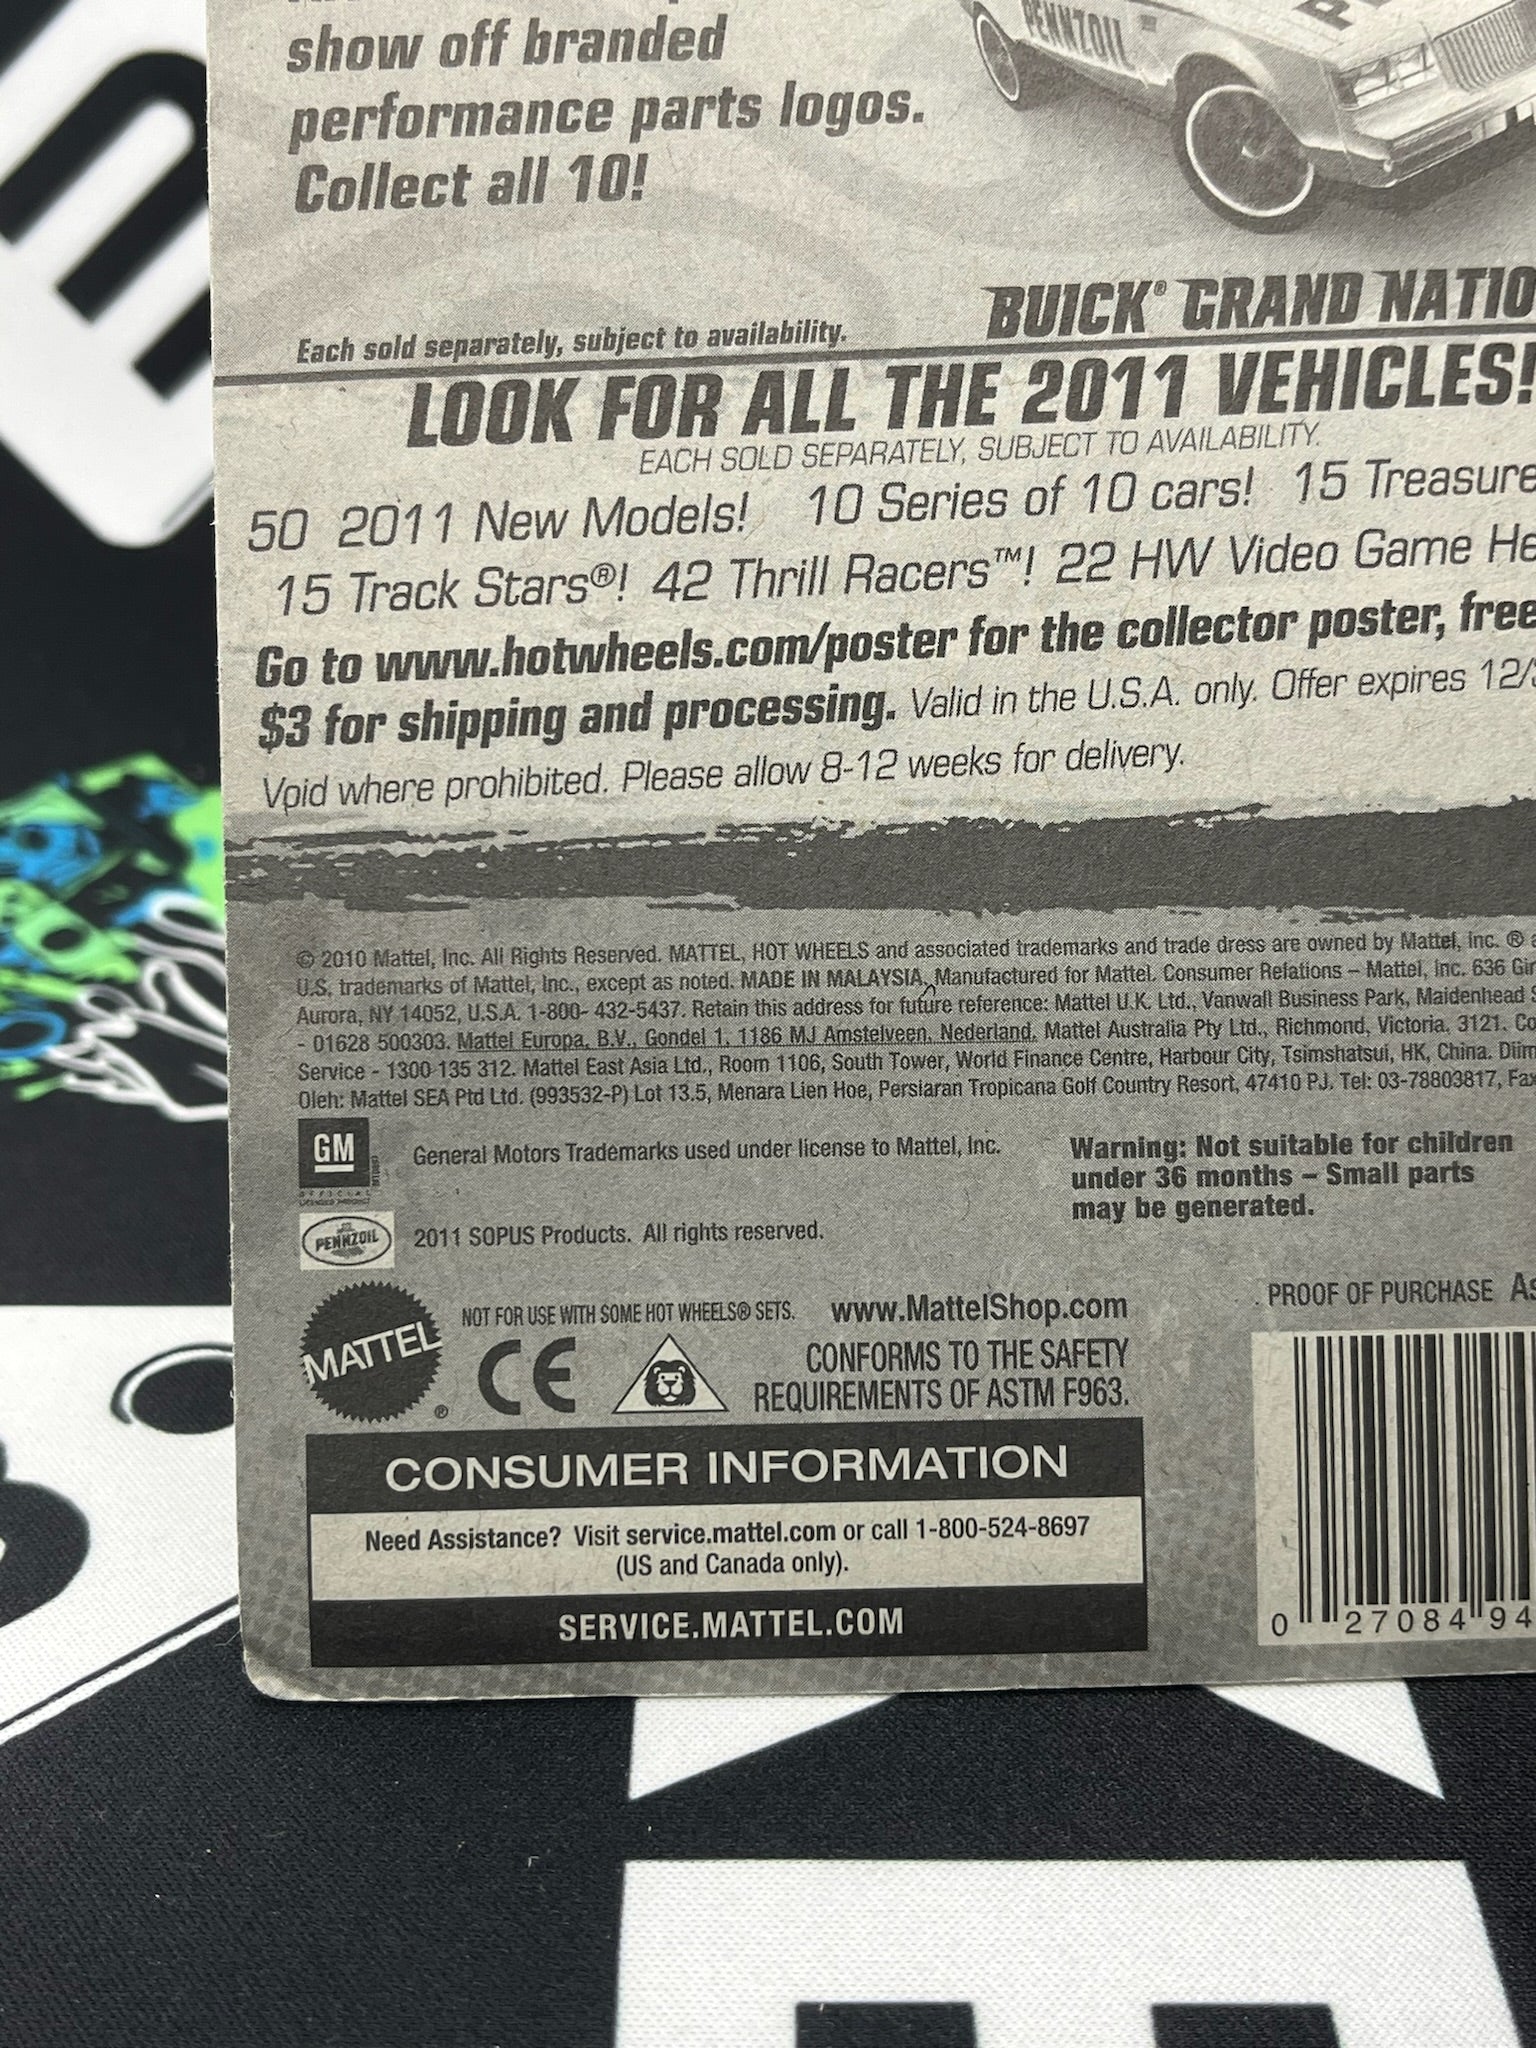 show off branded
performance parts logos.
Collect all 10!
PENNZOIL
BUICK® GRAND NATIO
Each sold separately, subject to availability.
LOOK FOR ALL THE 2011 VEHICLES!
EACH SOLD SEPARATELY, SUBJECT TO AVAILABILITY.
50 2011 New Models! 10 Series of 10 cars! 15 Treasure
15 Track Stars®! 42 Thrill Racers™! 22 HW Video Game He
Go to www.hotwheels.com/poster for the collector poster, free
$3 for shipping and processing. Valid in the U.S.A. only. Offer expires 12/
Void where prohibited. Please allow 8-12 weeks for delivery.
© 2010 Mattel, Inc. All Rights Reserved. MATTEL, HOT WHEELS and associated trademarks and trade dress are owned by Mattel, Inc. ®
U.S. trademarks of Mattel, Inc., except as noted. MADE IN MALAYSIA. Manufactured for Mattel. Consumer Relations – Mattel, Inc. 636 Gir
Aurora, NY 14052, U.S.A. 1-800- 432-5437. Retain this address for future reference: Mattel U.K. Ltd., Vanwall Business Park, Maidenhead S
- 01628 500303. Mattel Europa, B.V., Gondel 1, 1186 MJ Amstelveen, Nederland. Mattel Australia Pty Ltd., Richmond, Victoria. 3121. Co
Service - 1300 135 312. Mattel East Asia Ltd., Room 1106, South Tower, World Finance Centre, Harbour City, Tsimshatsui, HK, China. Diim
Oleh: Mattel SEA Ptd Ltd. (993532-P) Lot 13.5, Menara Lien Hoe, Persiaran Tropicana Golf Country Resort, 47410 PJ. Tel: 03-78803817, Fax
GM
OFFICIAL
LICENSED PRODUCT
General Motors Trademarks used under license to Mattel, Inc.
Warning: Not suitable for children
under 36 months – Small parts
may be generated.
PENNZOIL
2011 SOPUS Products. All rights reserved.
MATTEL ®
NOT FOR USE WITH SOME HOT WHEELS® SETS. www.MattelShop.com
CE
CONFORMS TO THE SAFETY
REQUIREMENTS OF ASTM F963.
PROOF OF PURCHASE As
CONSUMER INFORMATION
Need Assistance? Visit service.mattel.com or call 1-800-524-8697
(US and Canada only).
SERVICE.MATTEL.COM
0 27084 94